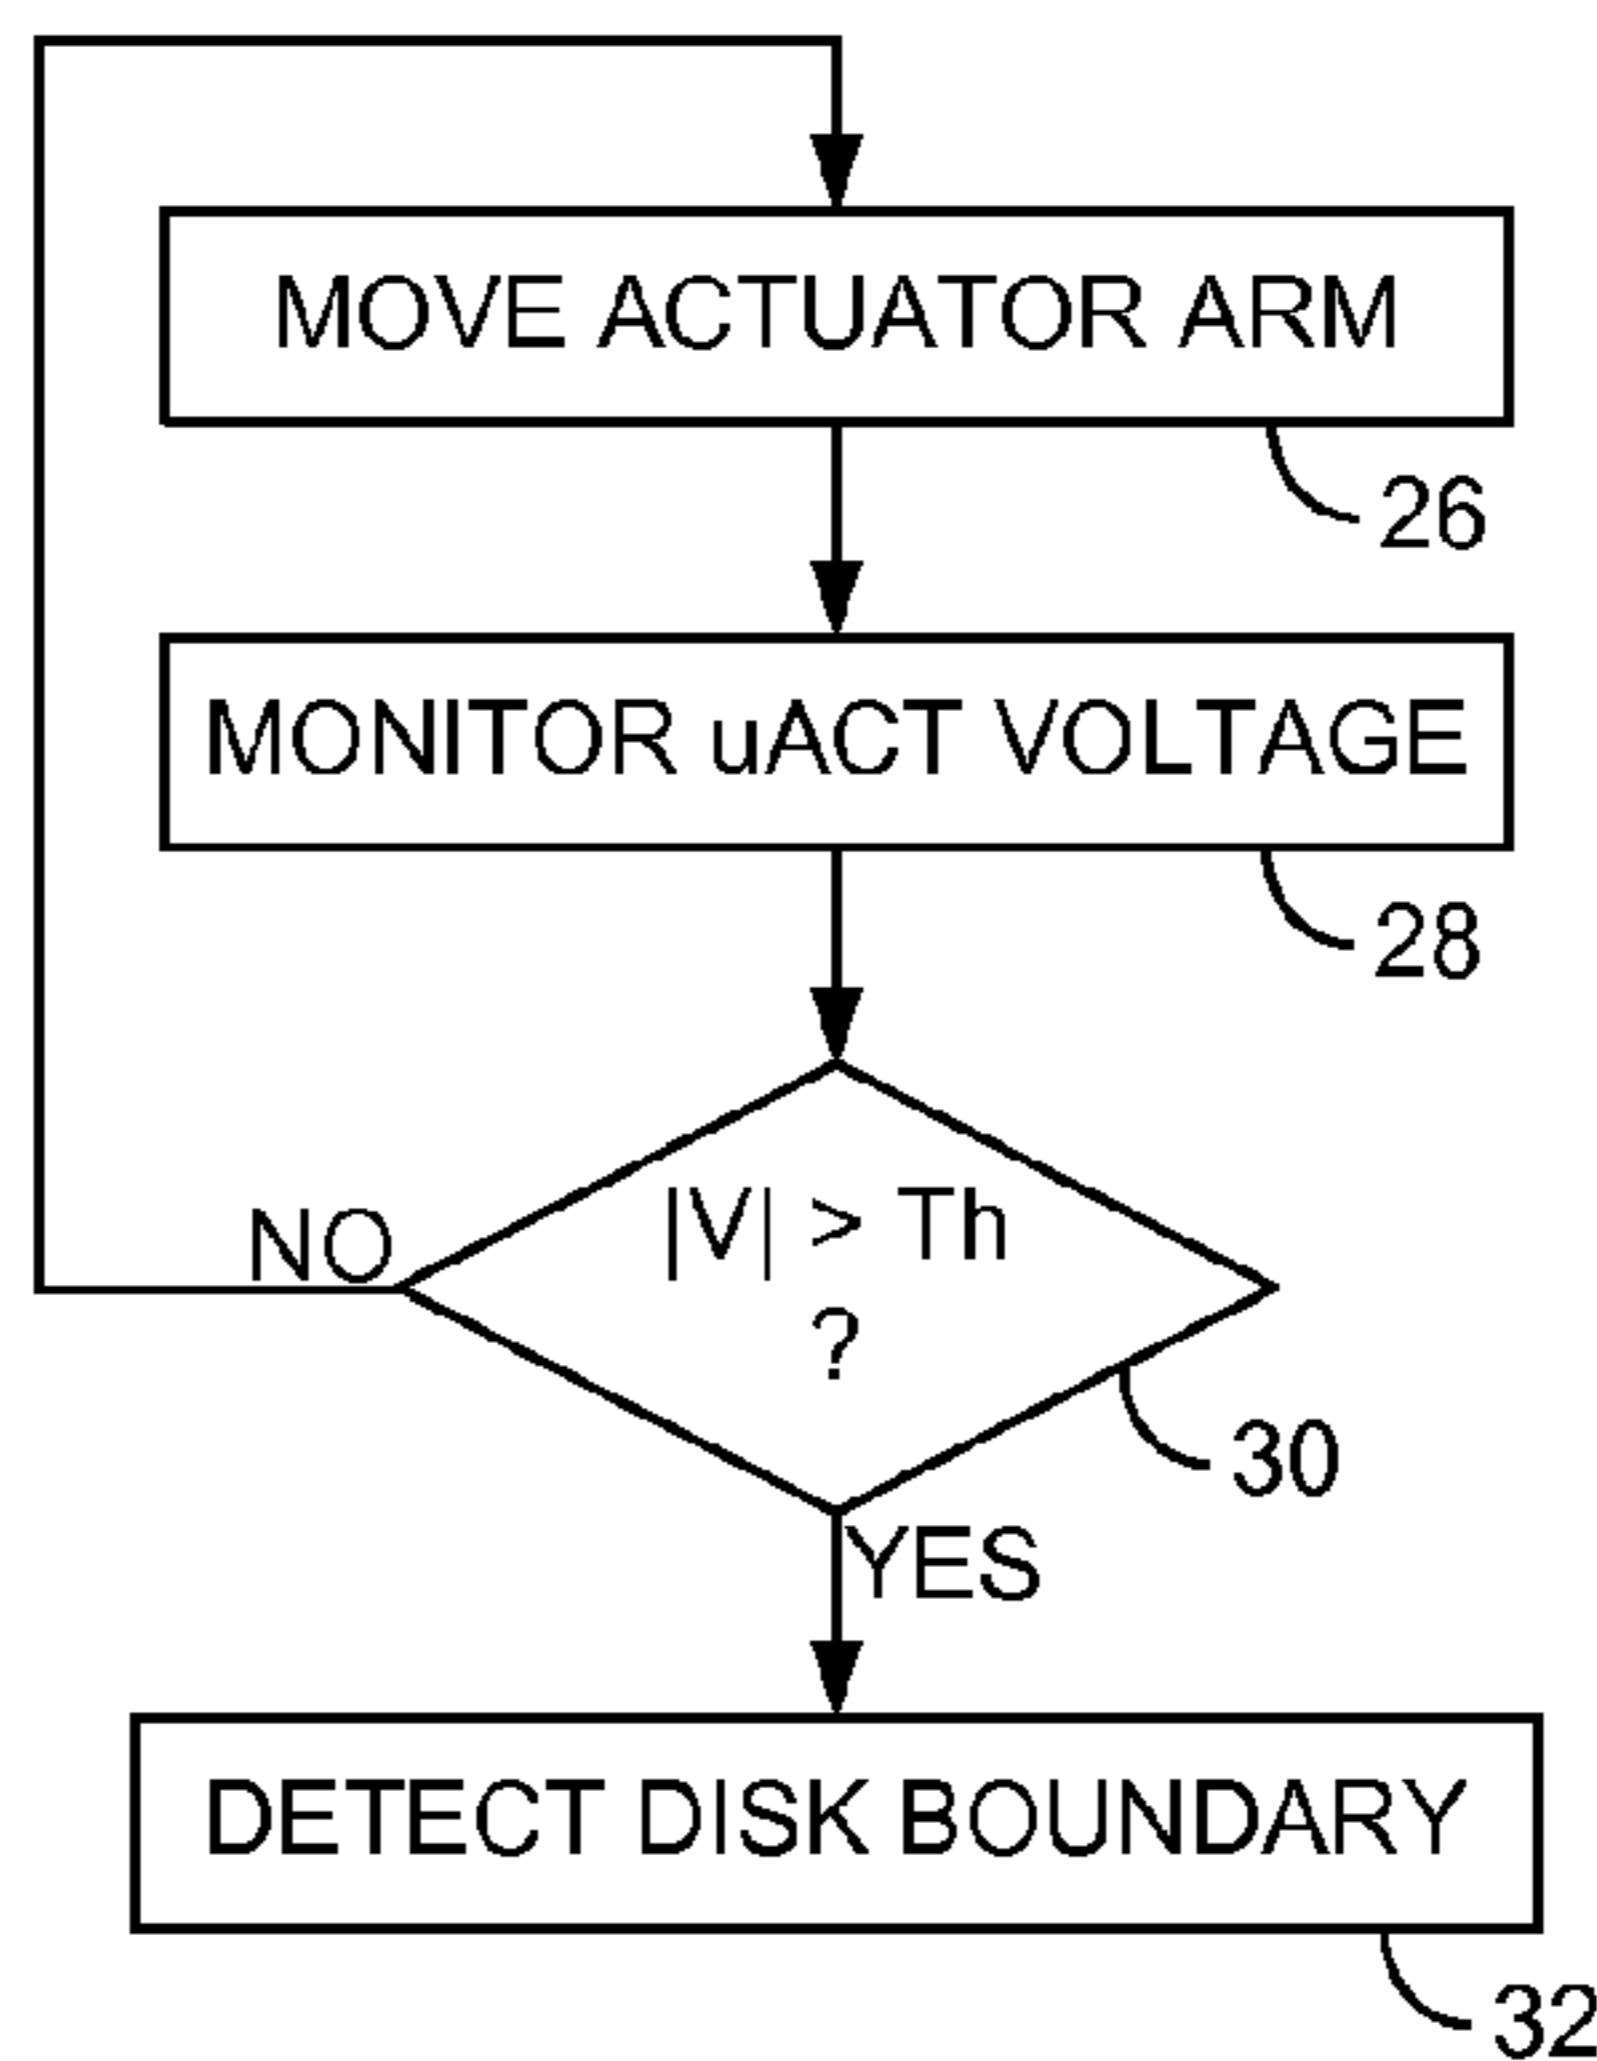 MOVE ACTUATOR ARM
26
MONITOR uACT VOLTAGE
28
|V| > Th
?
NO
30
YES
DETECT DISK BOUNDARY
32